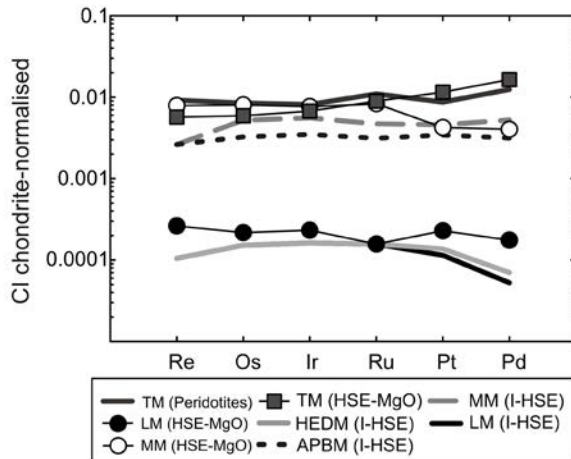 0.1
0.01
0.001
0.0001
CI chondrite-normalised
Re Os Ir Ru Pt Pd
TM (Peridotites) TM (HSE-MgO) MM (I-HSE)
LM (HSE-MgO) HEDM (I-HSE) LM (I-HSE)
MM (HSE-MgO) APBM (I-HSE)